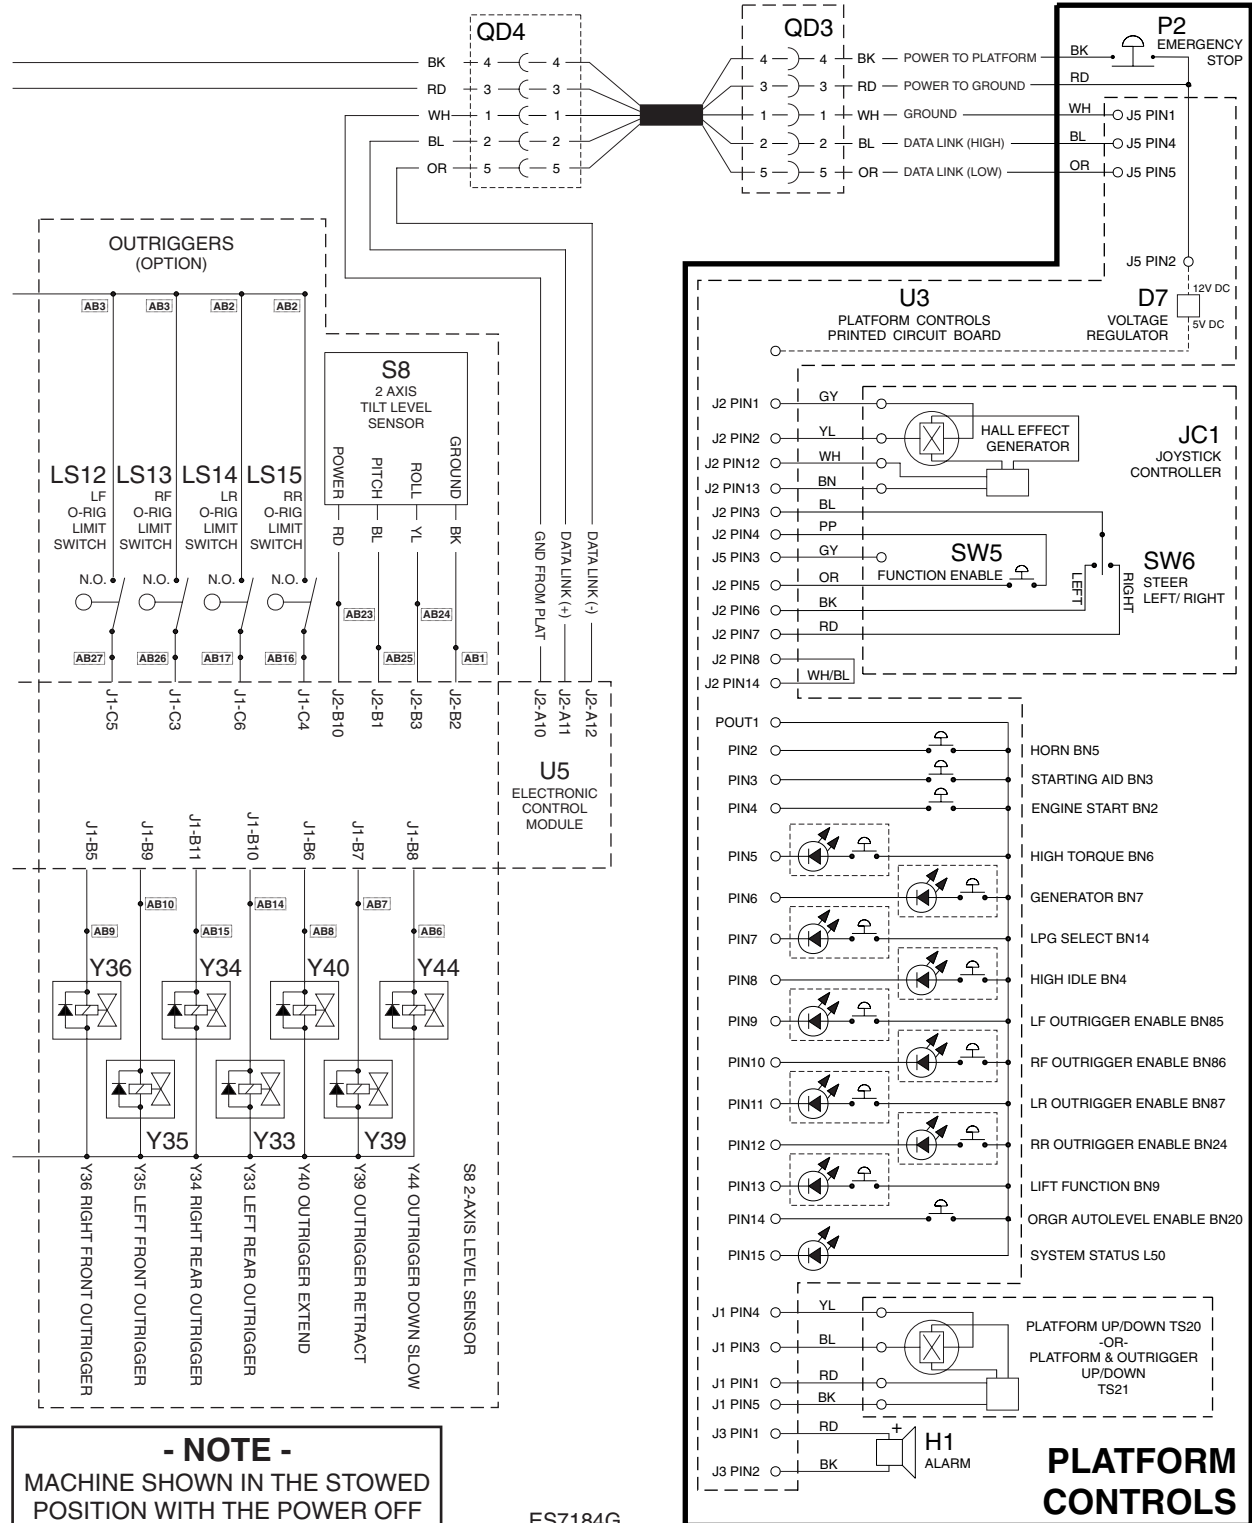 QD4
QD3
P2
EMERGENCY
STOP
BK 4 4
RD 3 3
WH 1 1
BL 2 2
OR 5 5
4 4 BK POWER TO PLATFORM BK
3 3 RD POWER TO GROUND RD
1 1 WH GROUND WH J5 PIN1
2 2 BL DATA LINK (HIGH) BL J5 PIN4
5 5 OR DATA LINK (LOW) OR J5 PIN5
J5 PIN2
12V DC
5V DC
D7
VOLTAGE
REGULATOR
U3
PLATFORM CONTROLS
PRINTED CIRCUIT BOARD
OUTRIGGERS
(OPTION)
AB3 AB3 AB2 AB2
S8
2 AXIS
TILT LEVEL
SENSOR
POWER PITCH ROLL GROUND
RD BL YL BK
LS12 LS13 LS14 LS15
LF RF LR RR
O-RIG O-RIG O-RIG O-RIG
LIMIT LIMIT LIMIT LIMIT
SWITCH SWITCH SWITCH SWITCH
N.O. N.O. N.O. N.O.
AB23 AB24
AB27 AB26 AB17 AB16 AB25 AB1
GND FROM PLAT
DATA LINK (+)
DATA LINK (-)
J1-C5 J1-C3 J1-C6 J1-C4 J2-B10 J2-B1 J2-B3 J2-B2 J2-A10 J2-A11 J2-A12
U5
ELECTRONIC
CONTROL
MODULE
J1-B5 J1-B9 J1-B11 J1-B10 J1-B6 J1-B7 J1-B8
AB10 AB14 AB7
AB9 AB15 AB8 AB6
Y36 Y34 Y40 Y44
Y35 Y33 Y39
Y36 RIGHT FRONT OUTRIGGER
Y35 LEFT FRONT OUTRIGGER
Y34 RIGHT REAR OUTRIGGER
Y33 LEFT REAR OUTRIGGER
Y40 OUTRIGGER EXTEND
Y39 OUTRIGGER RETRACT
Y44 OUTRIGGER DOWN SLOW
S8 2-AXIS LEVEL SENSOR
J2 PIN1 GY
J2 PIN2 YL
J2 PIN12 WH
J2 PIN13 BN
J2 PIN3 BL
J2 PIN4 PP
J5 PIN3 GY
J2 PIN5 OR
J2 PIN6 BK
J2 PIN7 RD
J2 PIN8
J2 PIN14 WH/BL
HALL EFFECT
GENERATOR
JC1
JOYSTICK
CONTROLLER
SW5
FUNCTION ENABLE
SW6
STEER
LEFT/ RIGHT
LEFT
RIGHT
POUT1
PIN2 HORN BN5
PIN3 STARTING AID BN3
PIN4 ENGINE START BN2
PIN5 HIGH TORQUE BN6
PIN6 GENERATOR BN7
PIN7 LPG SELECT BN14
PIN8 HIGH IDLE BN4
PIN9 LF OUTRIGGER ENABLE BN85
PIN10 RF OUTRIGGER ENABLE BN86
PIN11 LR OUTRIGGER ENABLE BN87
PIN12 RR OUTRIGGER ENABLE BN24
PIN13 LIFT FUNCTION BN9
PIN14 ORGR AUTOLEVEL ENABLE BN20
PIN15 SYSTEM STATUS L50
J1 PIN4 YL
J1 PIN3 BL
J1 PIN1 RD
J1 PIN5 BK
J3 PIN1 RD
J3 PIN2 BK
PLATFORM UP/DOWN TS20
-OR-
PLATFORM & OUTRIGGER
UP/DOWN
TS21
+
H1
ALARM
PLATFORM
CONTROLS
- NOTE -
MACHINE SHOWN IN THE STOWED
POSITION WITH THE POWER OFF
ES7184G